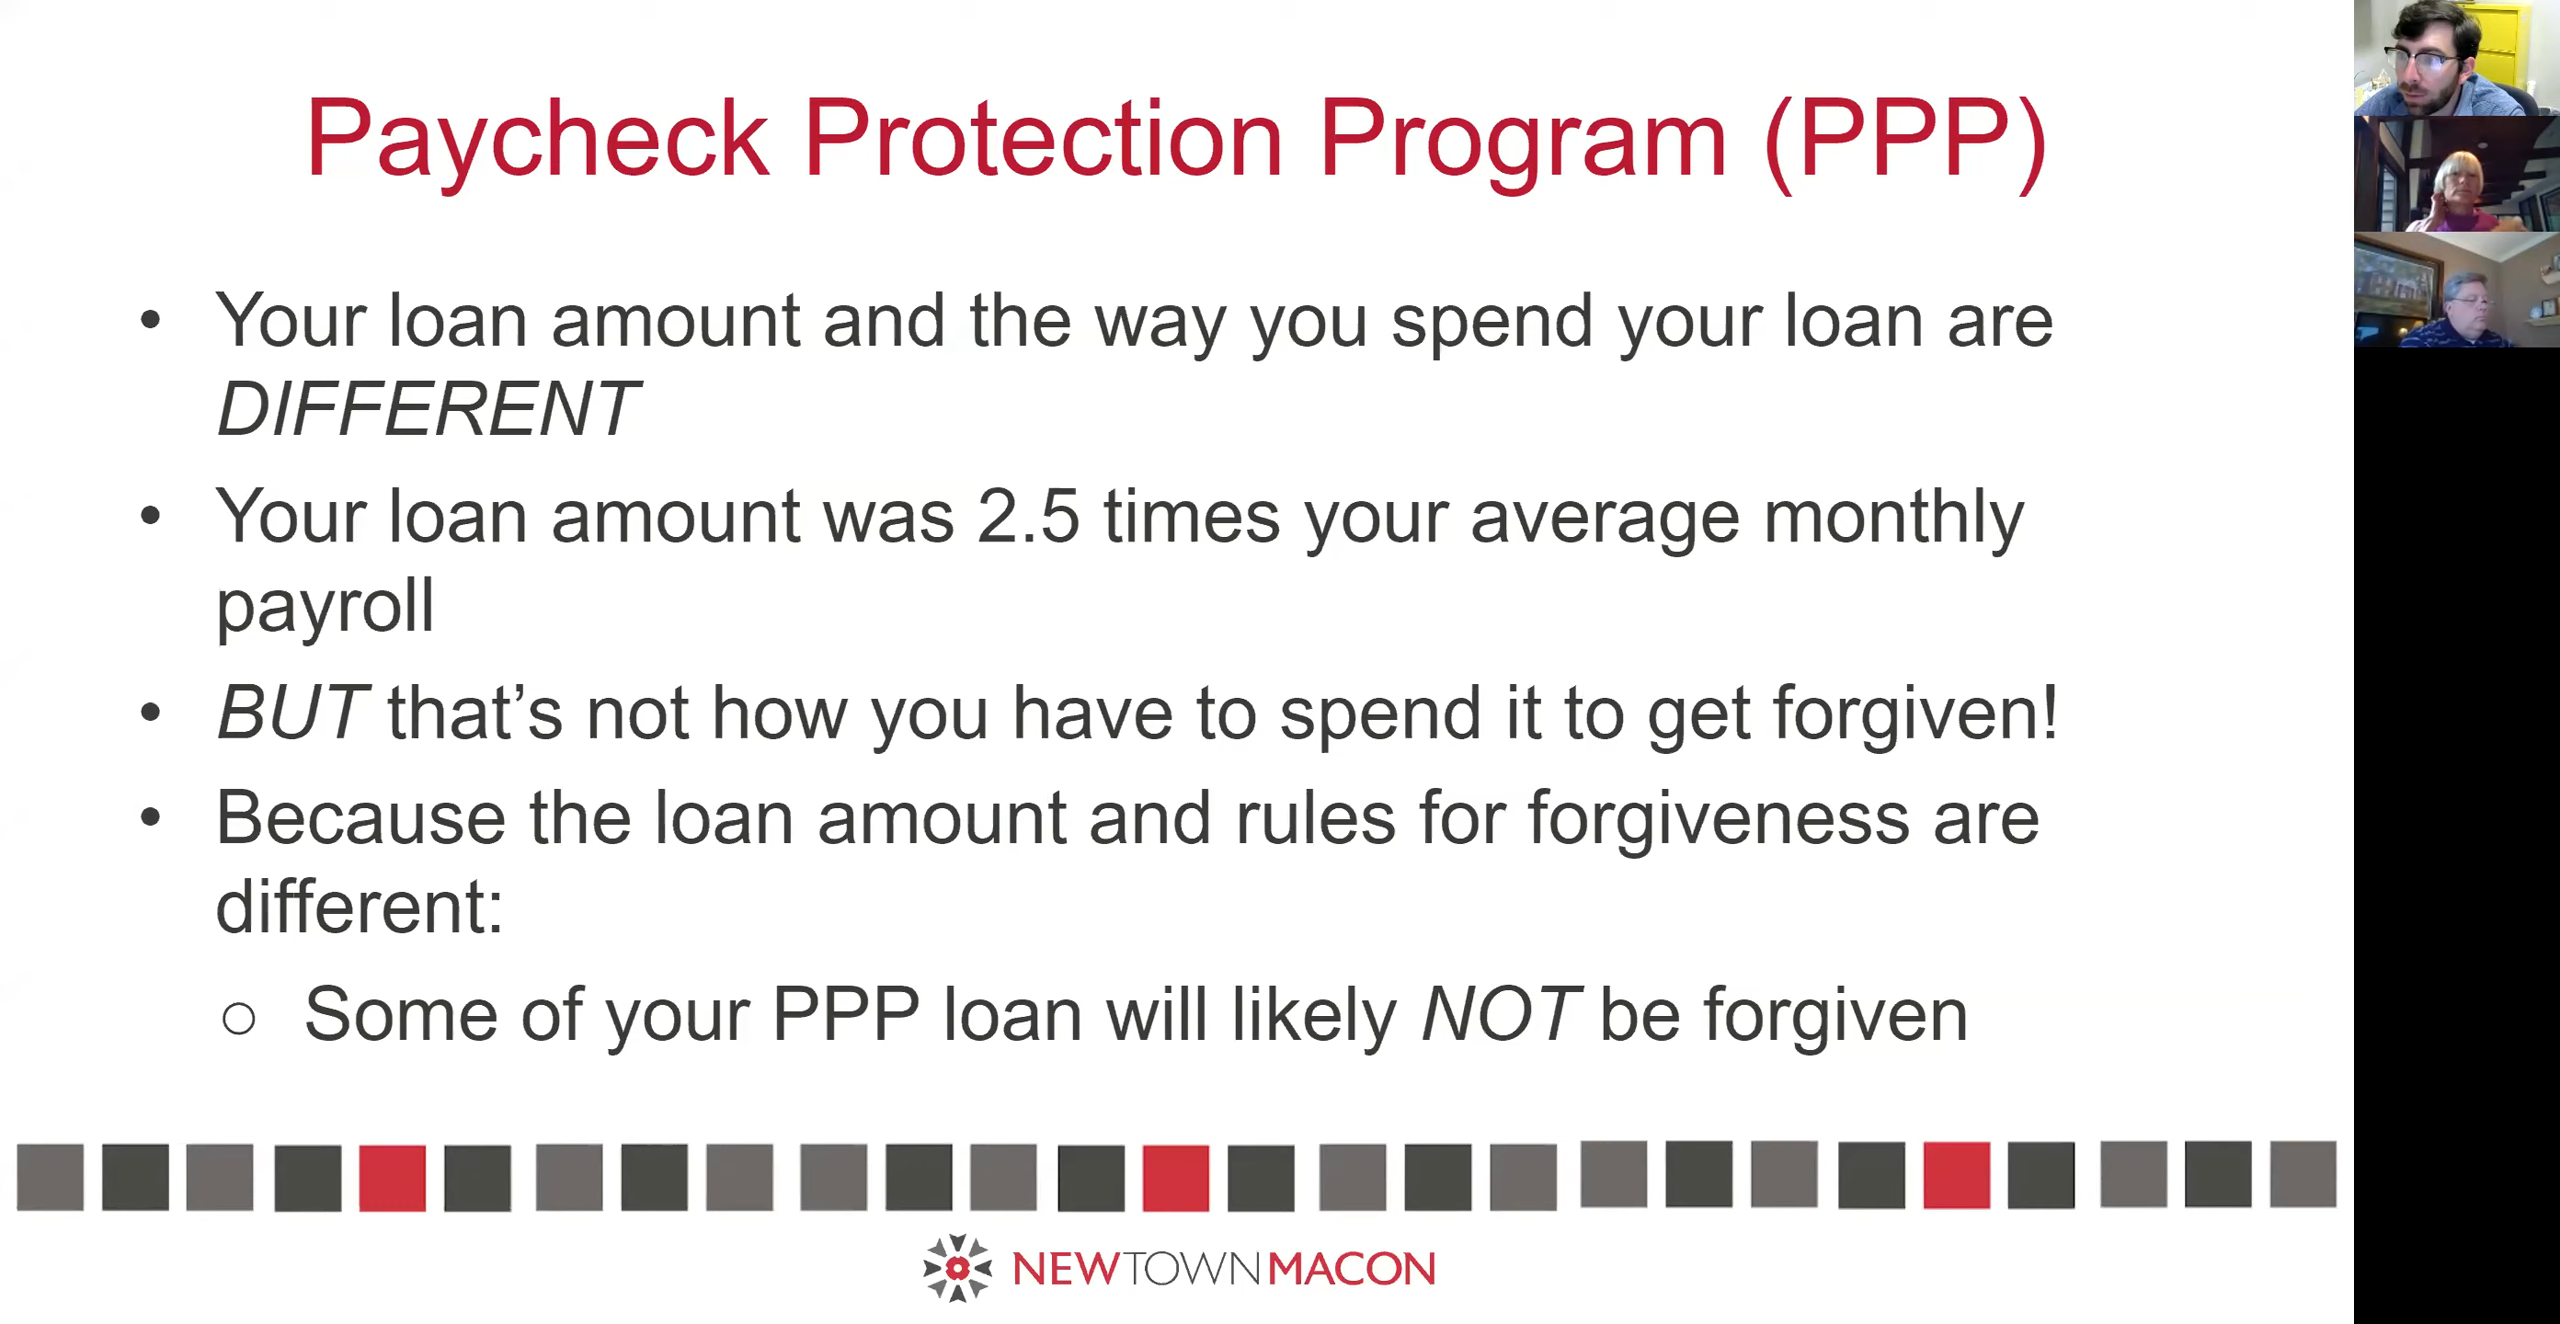 Paycheck Protection Program (PPP)
• Your loan amount and the way you spend your loan are
DIFFERENT
• Your loan amount was 2.5 times your average monthly
payroll
• BUT that’s not how you have to spend it to get forgiven!
• Because the loan amount and rules for forgiveness are
different:
○ Some of your PPP loan will likely NOT be forgiven
NEWTOWNMACON